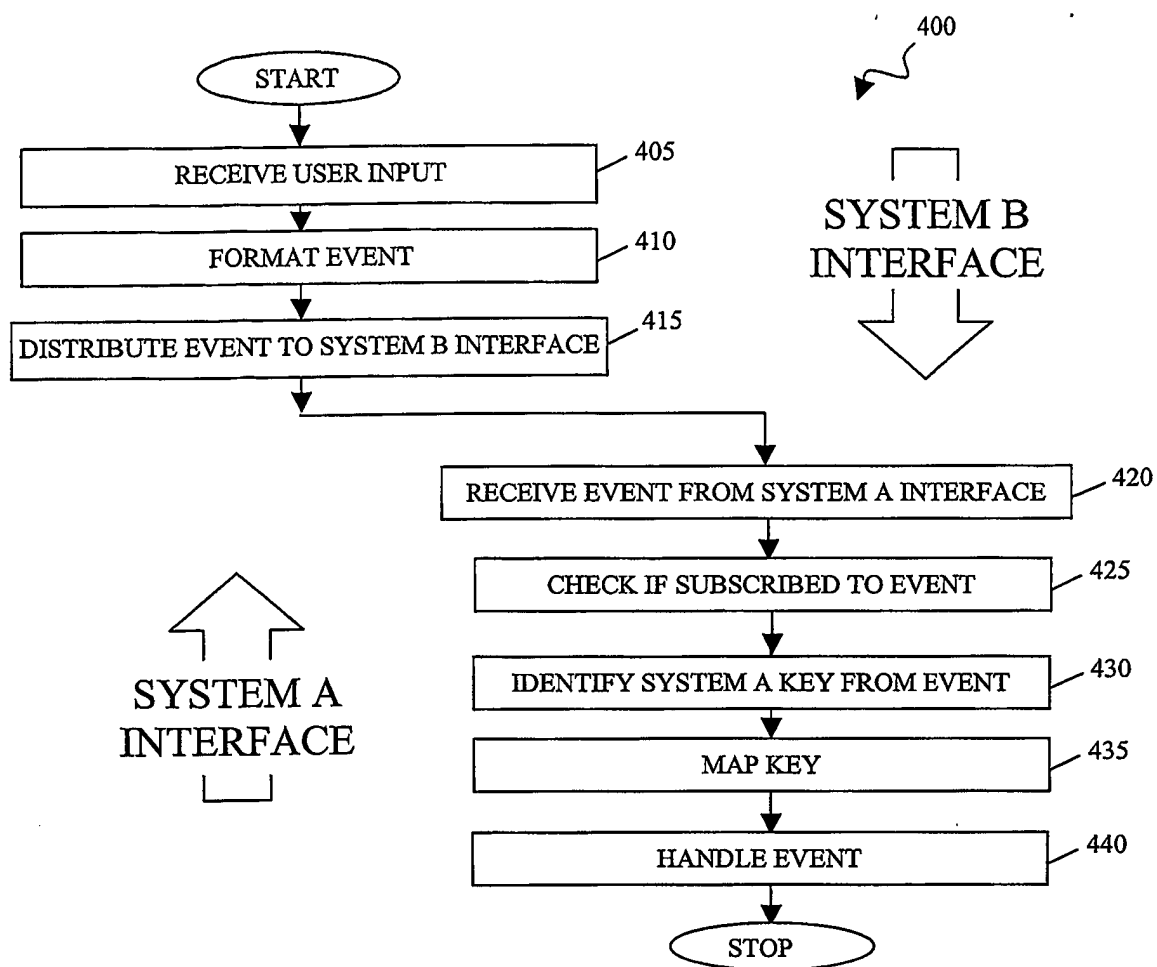 400
START
RECEIVE USER INPUT
405
FORMAT EVENT
410
DISTRIBUTE EVENT TO SYSTEM B INTERFACE
415
SYSTEM B
INTERFACE
RECEIVE EVENT FROM SYSTEM A INTERFACE
420
CHECK IF SUBSCRIBED TO EVENT
425
IDENTIFY SYSTEM A KEY FROM EVENT
430
MAP KEY
435
HANDLE EVENT
440
STOP
SYSTEM A
INTERFACE